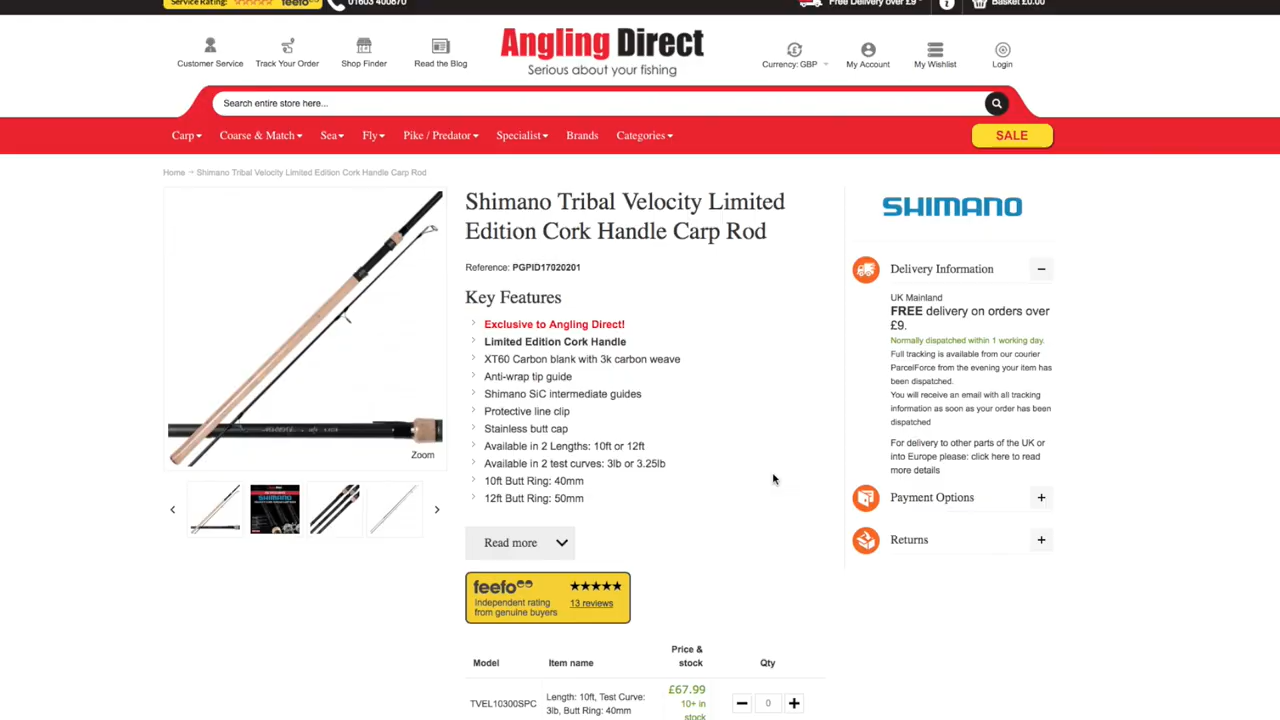 Service Rating: feefo
01603 400870
Free Delivery over £9*
Basket £0.00
Customer Service
Track Your Order
Shop Finder
Read the Blog
Angling Direct
Serious about your fishing
Currency: GBP
My Account
My Wishlist
Login
Search entire store here...
Carp
Coarse & Match
Sea
Fly
Pike / Predator
Specialist
Brands
Categories
SALE
Home → Shimano Tribal Velocity Limited Edition Cork Handle Carp Rod
Zoom
Shimano Tribal Velocity Limited
Edition Cork Handle Carp Rod
Reference: PGPID17020201
Key Features
Exclusive to Angling Direct!
Limited Edition Cork Handle
XT60 Carbon blank with 3k carbon weave
Anti-wrap tip guide
Shimano SiC intermediate guides
Protective line clip
Stainless butt cap
Available in 2 Lengths: 10ft or 12ft
Available in 2 test curves: 3lb or 3.25lb
10ft Butt Ring: 40mm
12ft Butt Ring: 50mm
Read more
feefo
Independent rating
from genuine buyers
13 reviews
Model
Item name
Price &
stock
Qty
TVEL10300SPC
Length: 10ft, Test Curve:
3lb, Butt Ring: 40mm
£67.99
10+ in
stock
0
SHIMANO
Delivery Information
UK Mainland
FREE delivery on orders over
£9.
Normally dispatched within 1 working day.
Full tracking is available from our courier
ParcelForce from the evening your item has
been dispatched.
You will receive an email with all tracking
information as soon as your order has been
dispatched
For delivery to other parts of the UK or
into Europe please: click here to read
more details
Payment Options
Returns